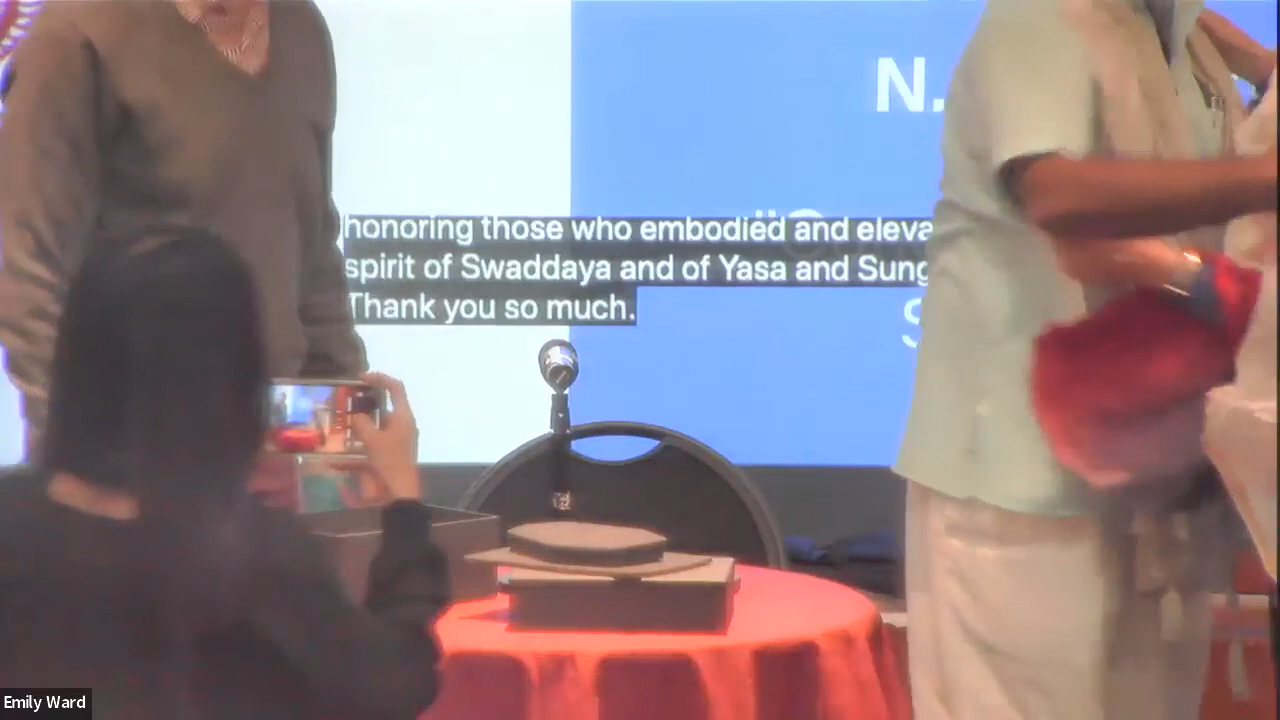 N.
honoring those who embodied and eleva
spirit of Swaddaya and of Yasa and Sung
Thank you so much.
Emily Ward